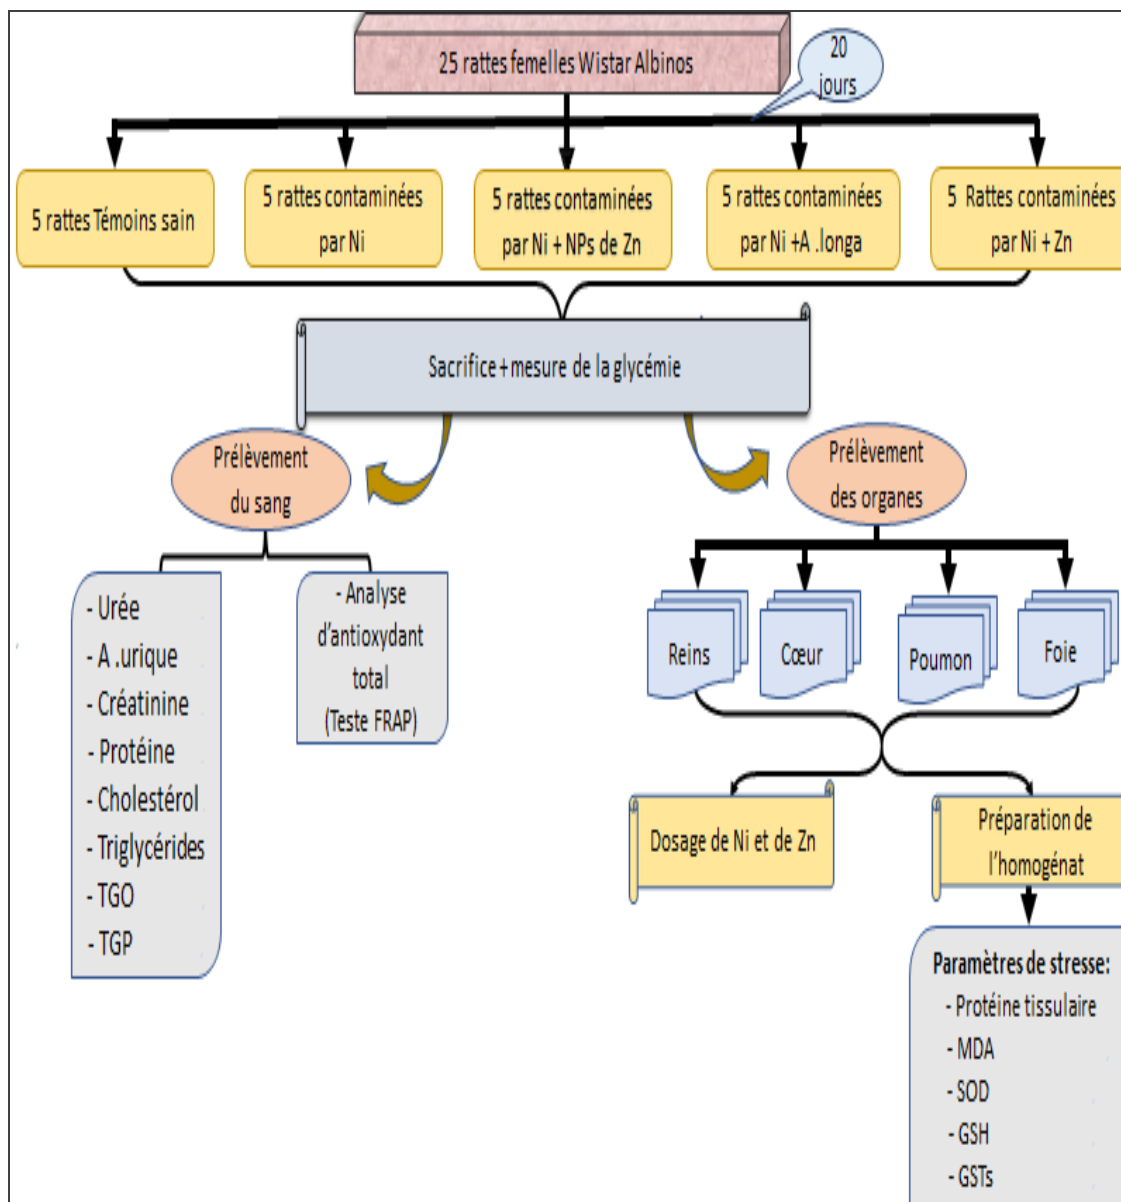 25 rattes femelles Wistar Albinos
20
jours
5 rattes Témoins sain
5 rattes contaminées
par Ni
5 rattes contaminées
par Ni + NPs de Zn
5 rattes contaminées
par Ni +A .longa
5 Rattes contaminées
par Ni + Zn
Sacrifice + mesure de la glycémie
Prélèvement
du sang
Prélèvement
des organes
- Urée
- A .urique
- Créatinine
- Protéine
- Cholestérol
- Triglycérides
- TGO
- TGP
- Analyse
d'antioxydant
total
(Teste FRAP)
Reins
Cœur
Poumon
Foie
Dosage de Ni et de Zn
Préparation de
l'homogénat
Paramètres de stresse:
- Protéine tissulaire
- MDA
- SOD
- GSH
- GSTs